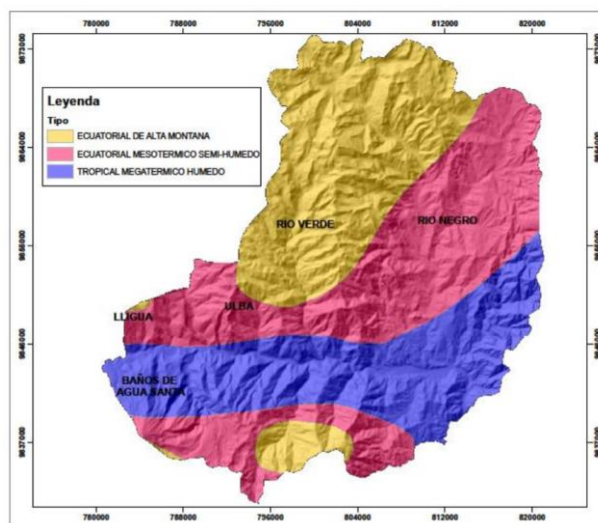 780000 788000 796000 804000 812000 820000
Leyenda
Tipo
ECUATORIAL DE ALTA MONTANA
ECUATORIAL MESOTERMICO SEMI-HUMEDO
TROPICAL MEGATERMICO HUMEDO
RIO VERDE
RIO NEGRO
ULBA
LLIGUA
BAÑOS DE
AGUA SANTA
780000 788000 796000 804000 812000 820000